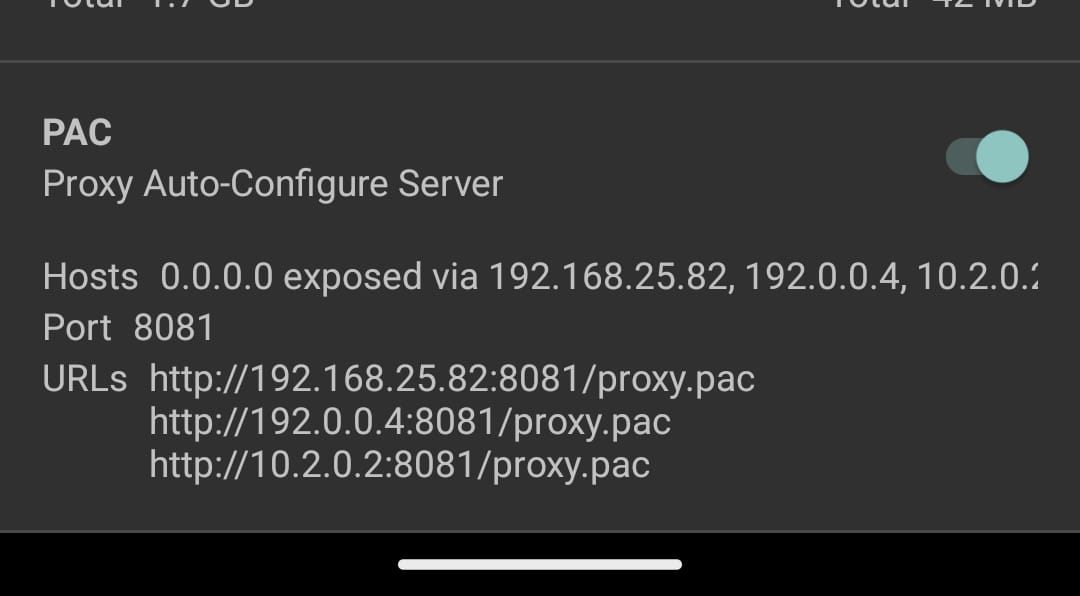 Total 1.7 GB
Total 42 MB
PAC
Proxy Auto-Configure Server
Hosts 0.0.0.0 exposed via 192.168.25.82, 192.0.0.4, 10.2.0.2
Port 8081
URLs http://192.168.25.82:8081/proxy.pac
http://192.0.0.4:8081/proxy.pac
http://10.2.0.2:8081/proxy.pac